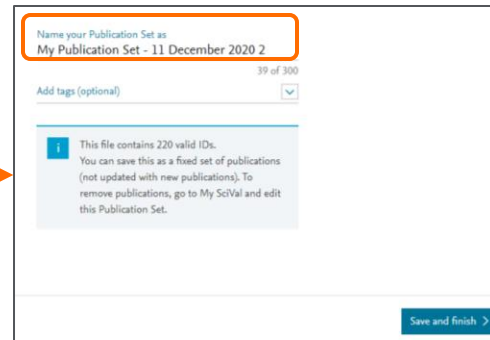 Name your Publication Set as
My Publication Set - 11 December 2020 2
39 of 300
Add tags (optional)
i
This file contains 220 valid IDs.
You can save this as a fixed set of publications
(not updated with new publications). To
remove publications, go to My SciVal and edit
this Publication Set.
Save and finish >